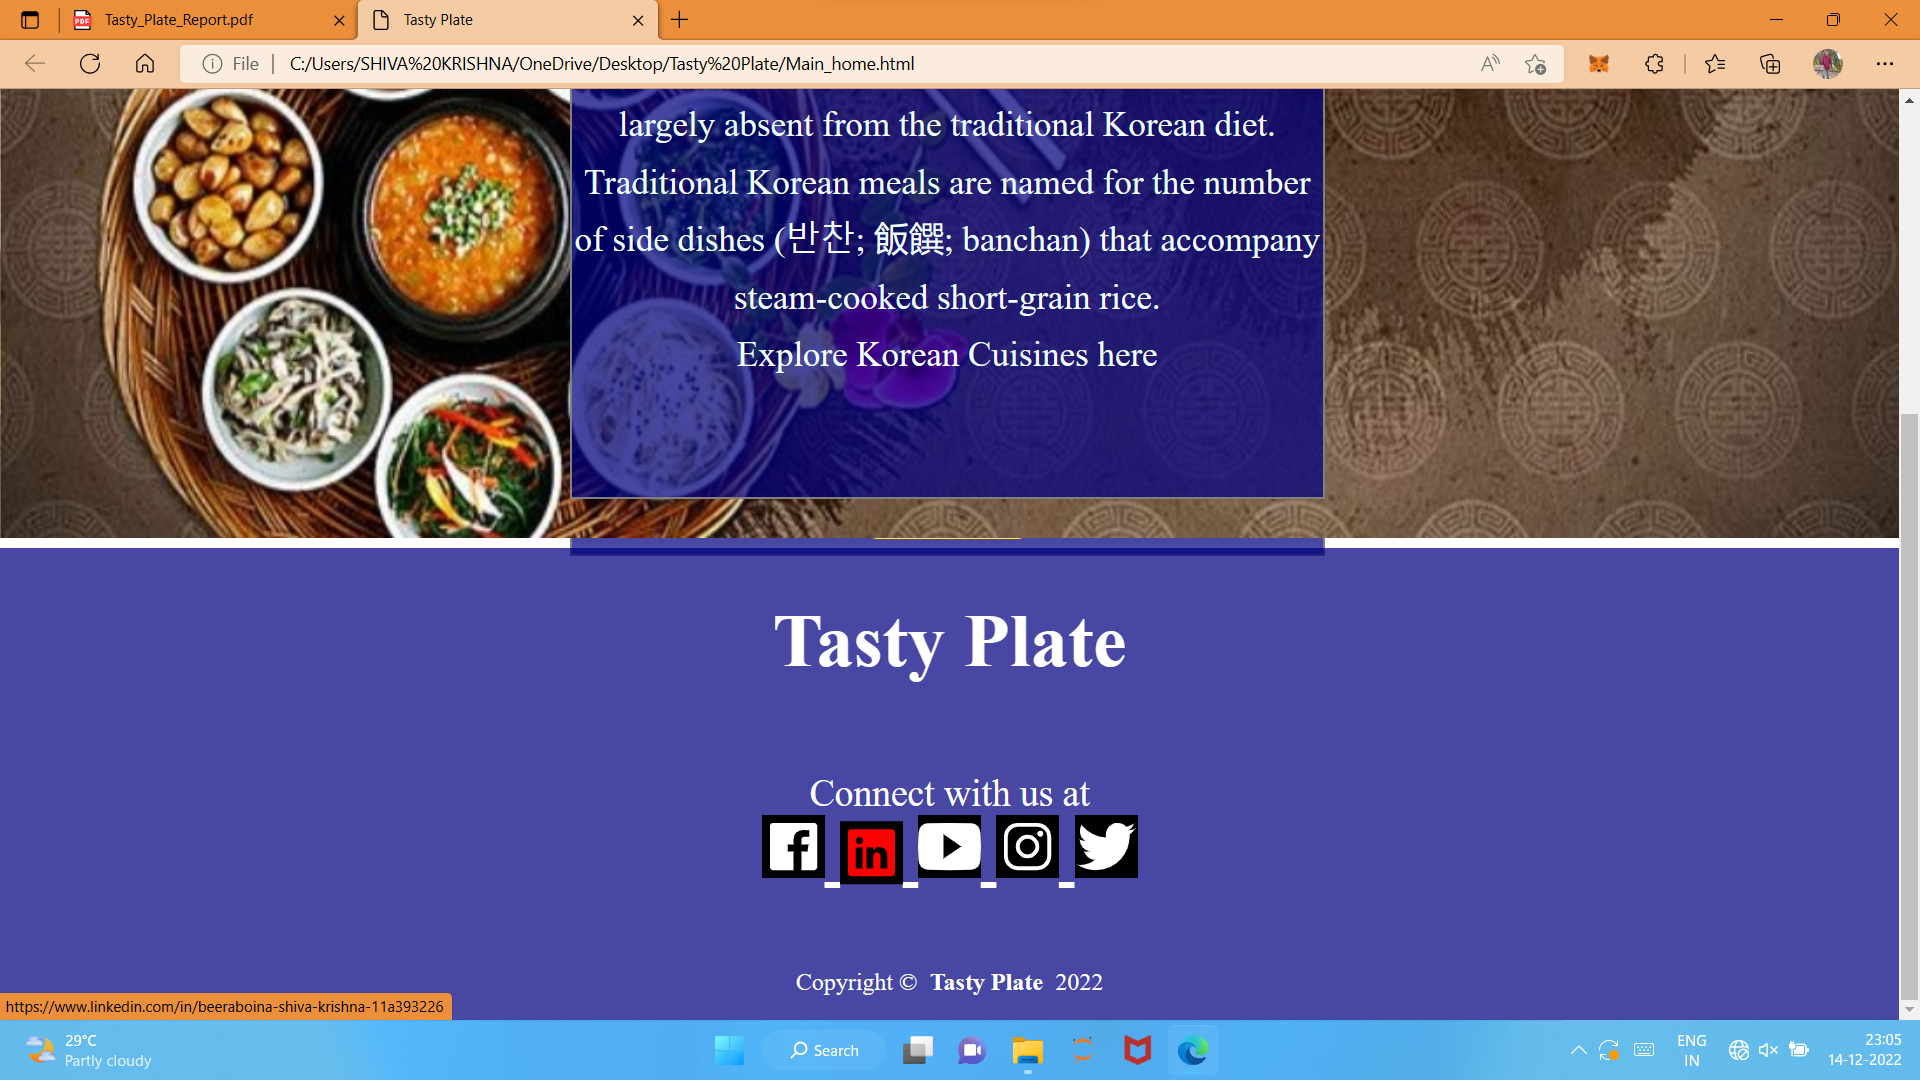 Tasty_Plate_Report.pdf
Tasty Plate
File
C:/Users/SHIVA%20KRISHNA/OneDrive/Desktop/Tasty%20Plate/Main_home.html
largely absent from the traditional Korean diet.
Traditional Korean meals are named for the number
of side dishes (반찬; 飯饌; banchan) that accompany
steam-cooked short-grain rice.
Explore Korean Cuisines here
Tasty Plate
Connect with us at
in
Copyright © Tasty Plate 2022
https://www.linkedin.com/in/beeraboina-shiva-krishna-11a393226
29°C
Partly cloudy
Search
ENG
IN
23:05
14-12-2022